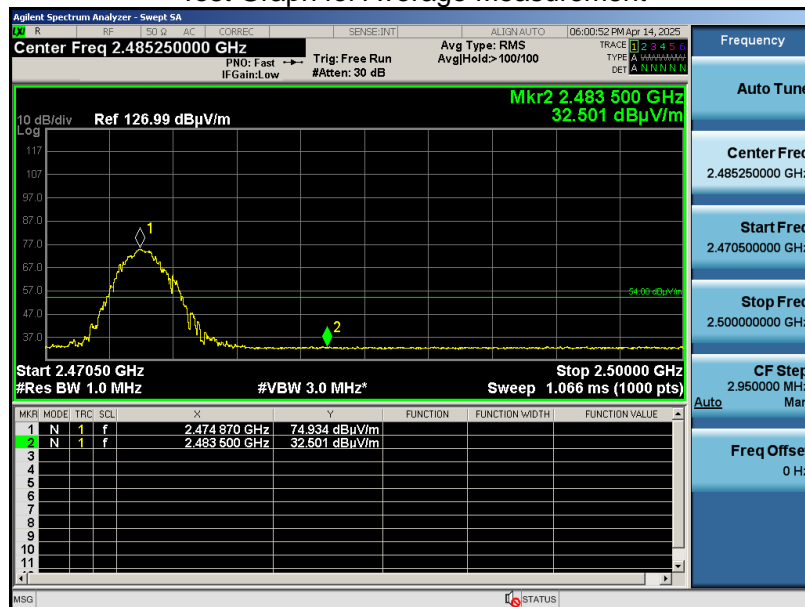 Agilent Spectrum Analyzer - Swept SA
LXI R RF 50 Ω AC CORREC SENSE:INT ALIGN AUTO 06:00:52 PM Apr 14, 2025
Center Freq 2.485250000 GHz
PNO: Fast
IFGain:Low
Trig: Free Run
#Atten: 30 dB
Avg Type: RMS
Avg|Hold:>100/100
TRACE 1 2 3 4 5 6
TYPE A WWWWW
DET A N N N N N
Mkr2 2.483 500 GHz
32.501 dBµV/m
10 dB/div Ref 126.99 dBµV/m
Log
117
107
97.0
87.0
77.0
67.0
57.0
47.0
37.0
1
2
54.00 dBµV/m
Start 2.47050 GHz Stop 2.50000 GHz
#Res BW 1.0 MHz #VBW 3.0 MHz* Sweep 1.066 ms (1000 pts)
MKR MODE TRC SCL X Y FUNCTION FUNCTION WIDTH FUNCTION VALUE
1 N 1 f 2.474 870 GHz 74.934 dBµV/m
2 N 1 f 2.483 500 GHz 32.501 dBµV/m
3
4
5
6
7
8
9
10
11
MSG STATUS
Frequency
Auto Tune
Center Freq
2.485250000 GHz
Start Freq
2.470500000 GHz
Stop Freq
2.500000000 GHz
CF Step
2.950000 MHz
Auto Man
Freq Offset
0 Hz